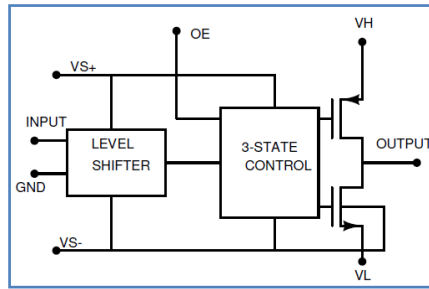 OE
VH
VS+
INPUT
LEVEL
SHIFTER
3-STATE
CONTROL
OUTPUT
GND
VS-
VL